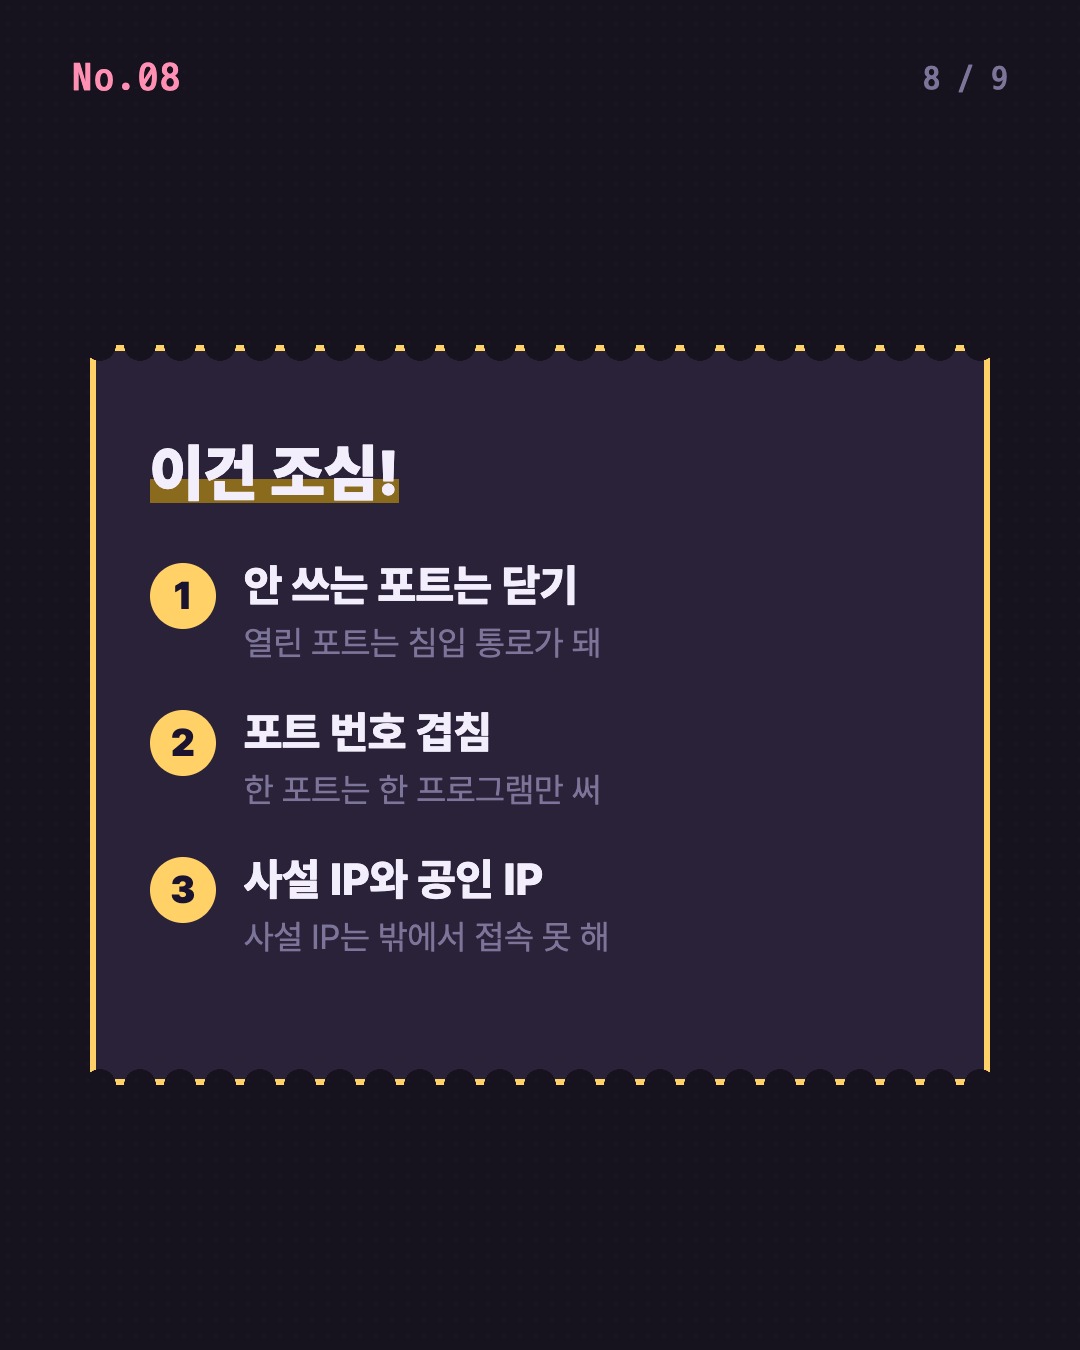 No.08
8 / 9
이건 조심!
1
안 쓰는 포트는 닫기
열린 포트는 침입 통로가 돼
2
포트 번호 겹침
한 포트는 한 프로그램만 써
3
사설 IP와 공인 IP
사설 IP는 밖에서 접속 못 해